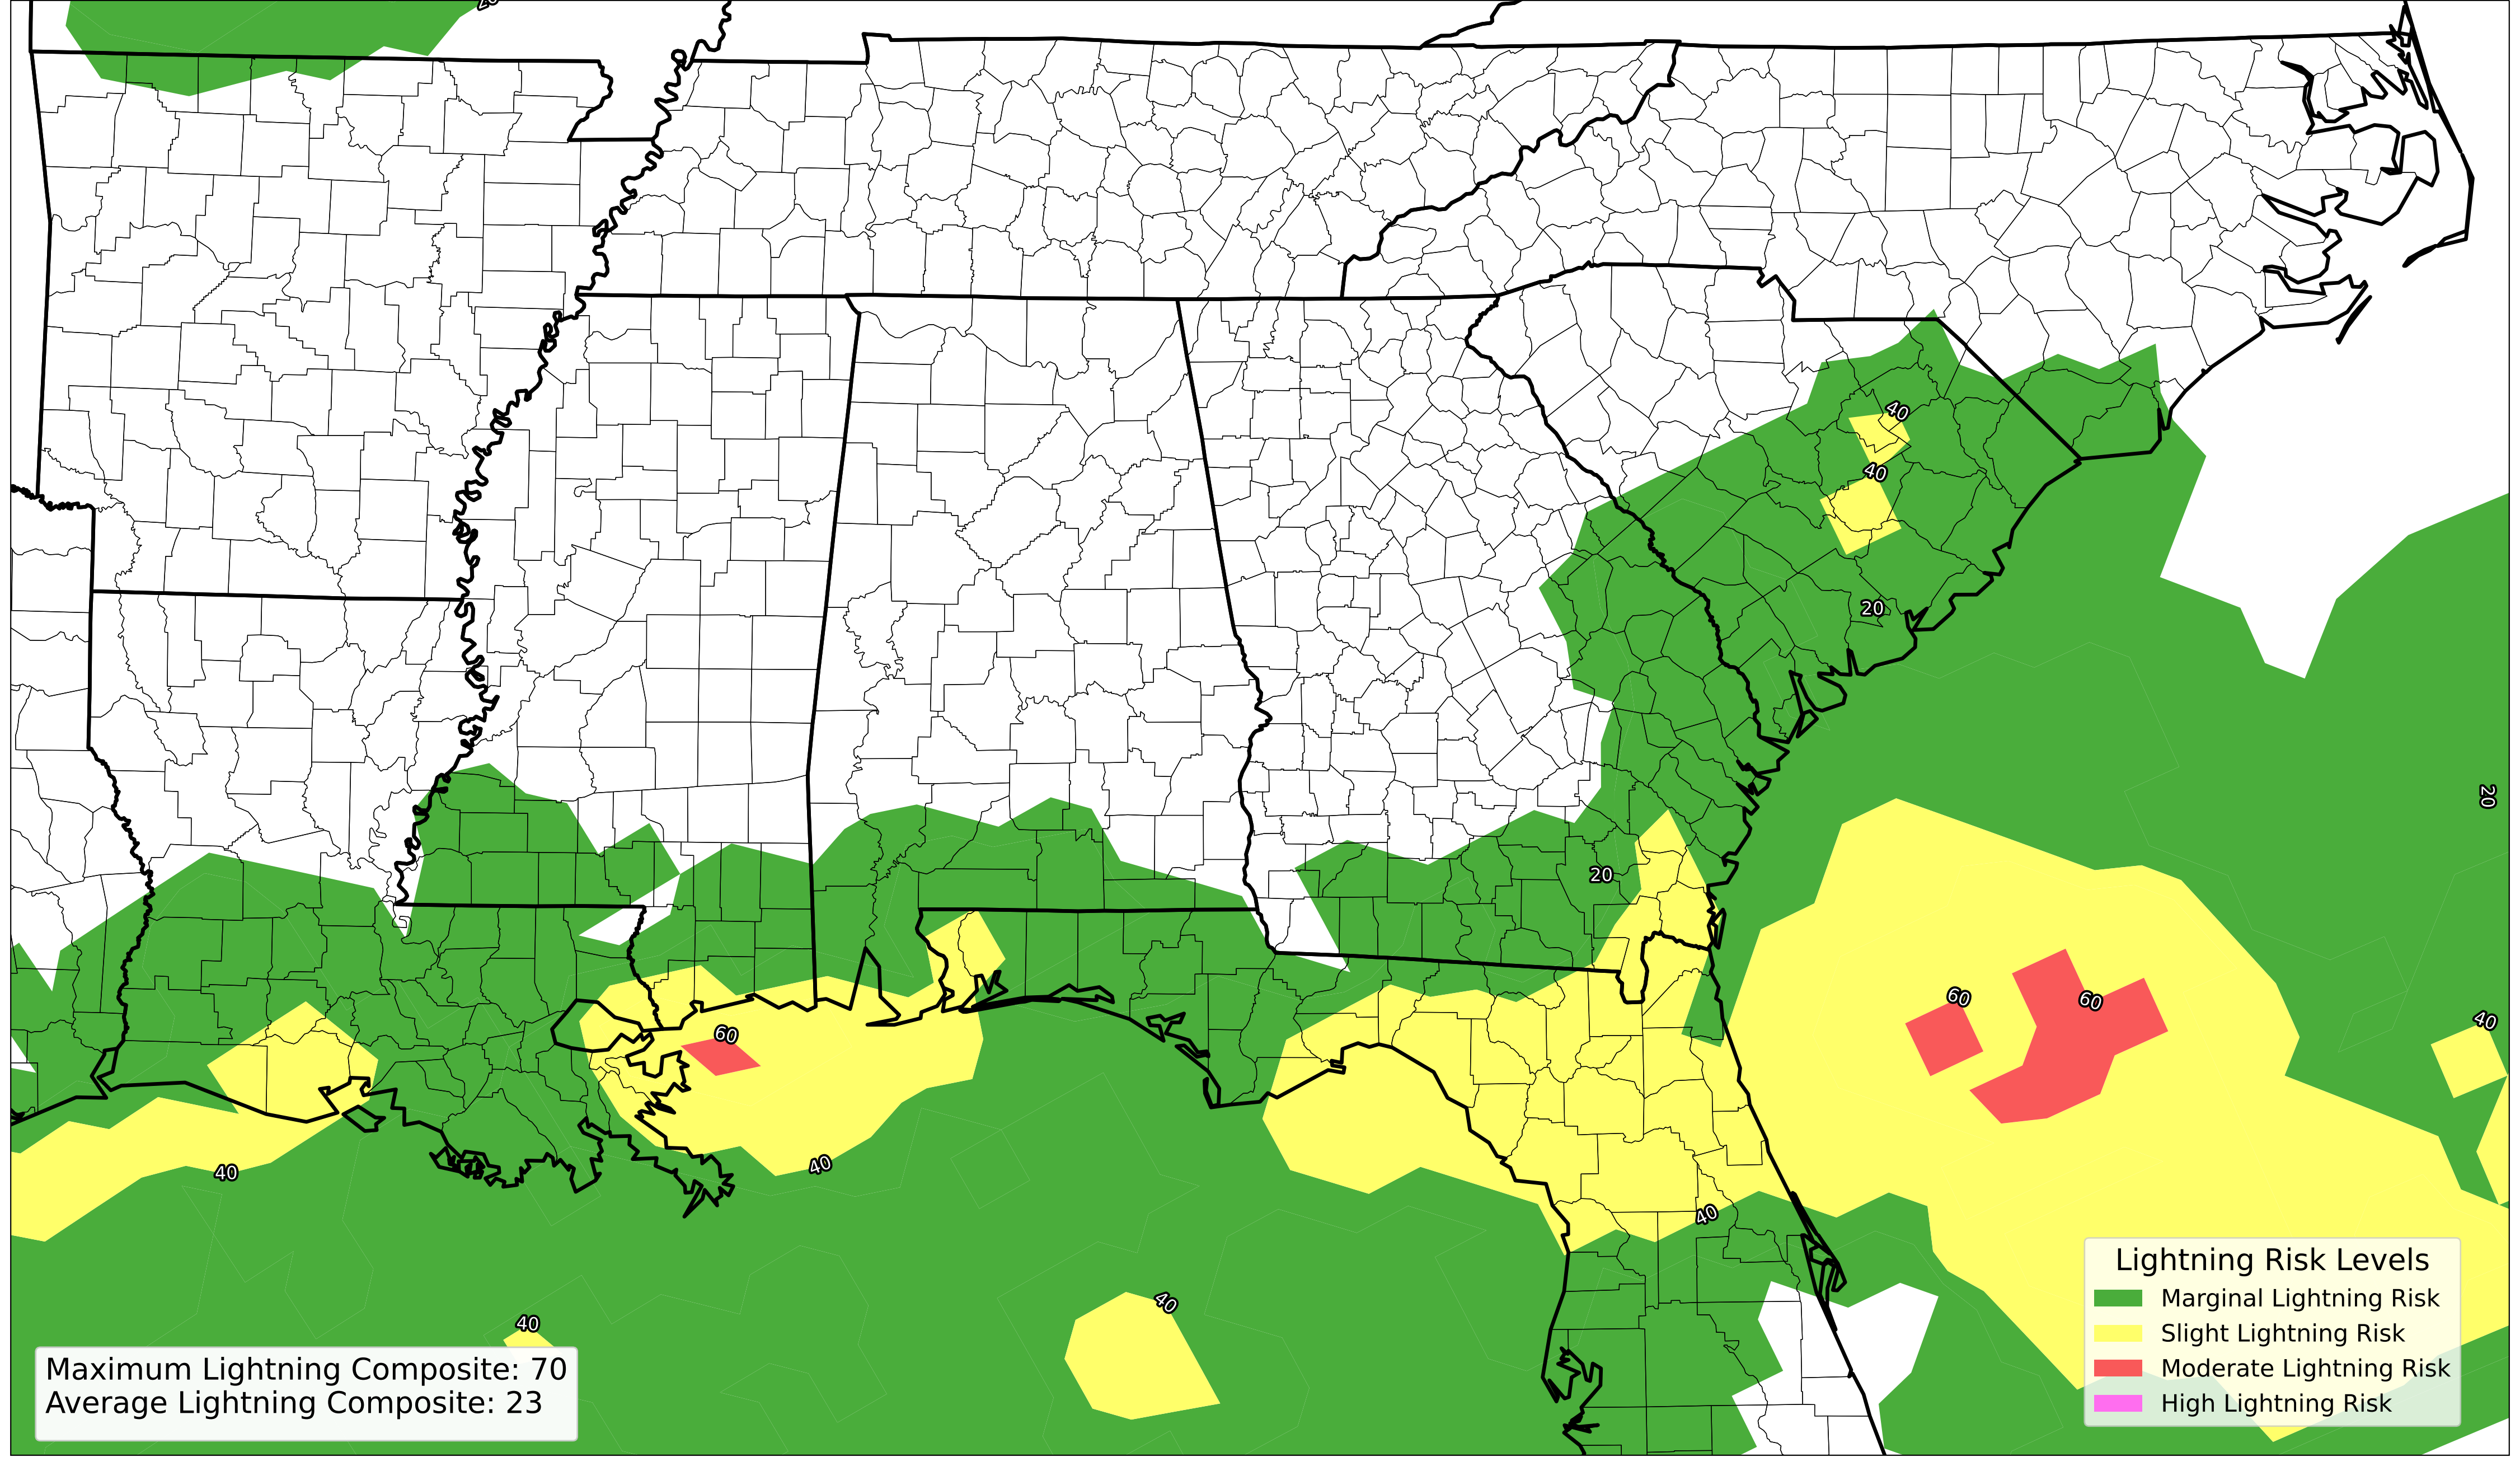 20
40
40
20
20
20
60
60
60
40
40
40
40
40
40
Lightning Risk Levels
Marginal Lightning Risk
Slight Lightning Risk
Moderate Lightning Risk
High Lightning Risk
Maximum Lightning Composite: 70
Average Lightning Composite: 23